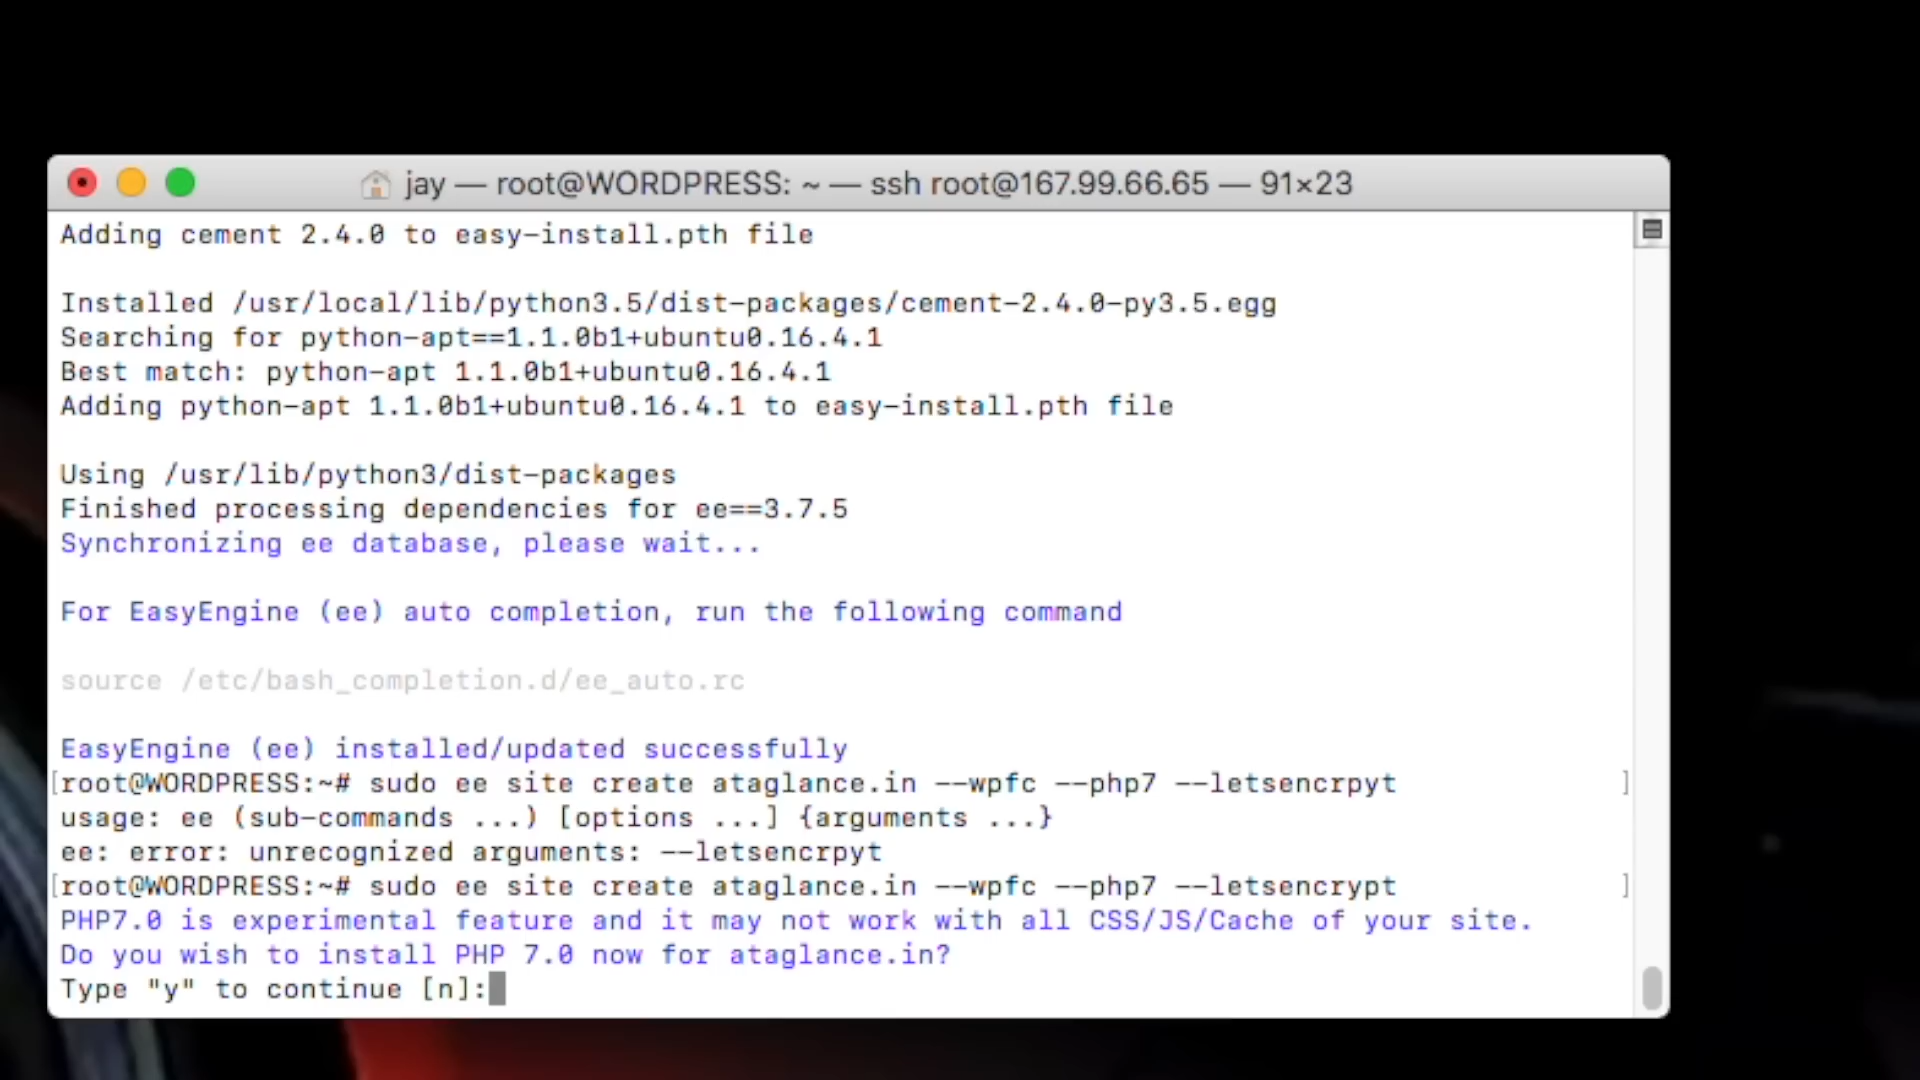 jay — root@WORDPRESS: ~ — ssh root@167.99.66.65 — 91×23
Adding cement 2.4.0 to easy-install.pth file
Installed /usr/local/lib/python3.5/dist-packages/cement-2.4.0-py3.5.egg
Searching for python-apt==1.1.0b1+ubuntu0.16.4.1
Best match: python-apt 1.1.0b1+ubuntu0.16.4.1
Adding python-apt 1.1.0b1+ubuntu0.16.4.1 to easy-install.pth file
Using /usr/lib/python3/dist-packages
Finished processing dependencies for ee==3.7.5
Synchronizing ee database, please wait...
For EasyEngine (ee) auto completion, run the following command
source /etc/bash_completion.d/ee_auto.rc
EasyEngine (ee) installed/updated successfully
[root@WORDPRESS:~# sudo ee site create ataglance.in --wpfc --php7 --letsencrpyt ]
usage: ee (sub-commands ...) [options ...] {arguments ...}
ee: error: unrecognized arguments: --letsencrpyt
[root@WORDPRESS:~# sudo ee site create ataglance.in --wpfc --php7 --letsencrypt ]
PHP7.0 is experimental feature and it may not work with all CSS/JS/Cache of your site.
Do you wish to install PHP 7.0 now for ataglance.in?
Type "y" to continue [n]: